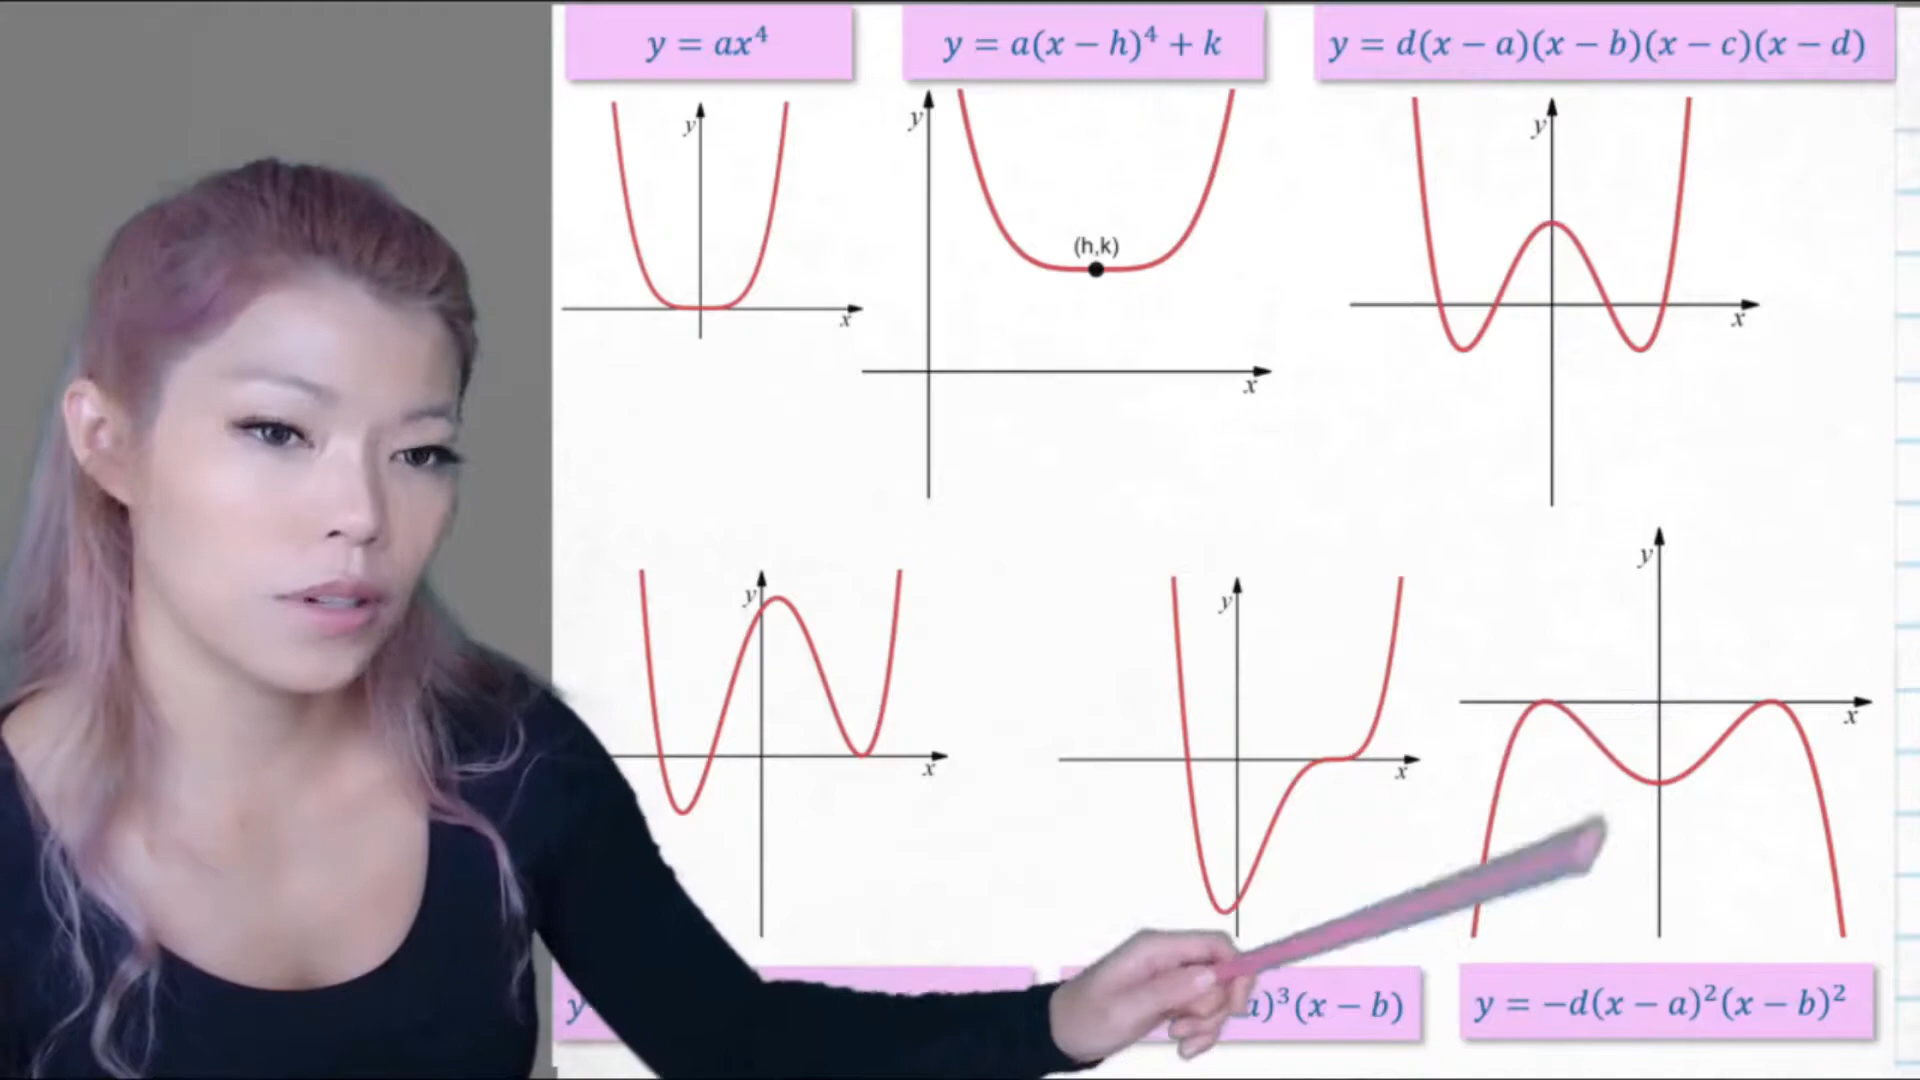 y = ax⁴
y = a(x − h)⁴ + k
y = d(x − a)(x − b)(x − c)(x − d)
y
x
y
(h,k)
x
y
x
y
x
y
x
y
x
y
a)³(x − b)
y = −d(x − a)²(x − b)²